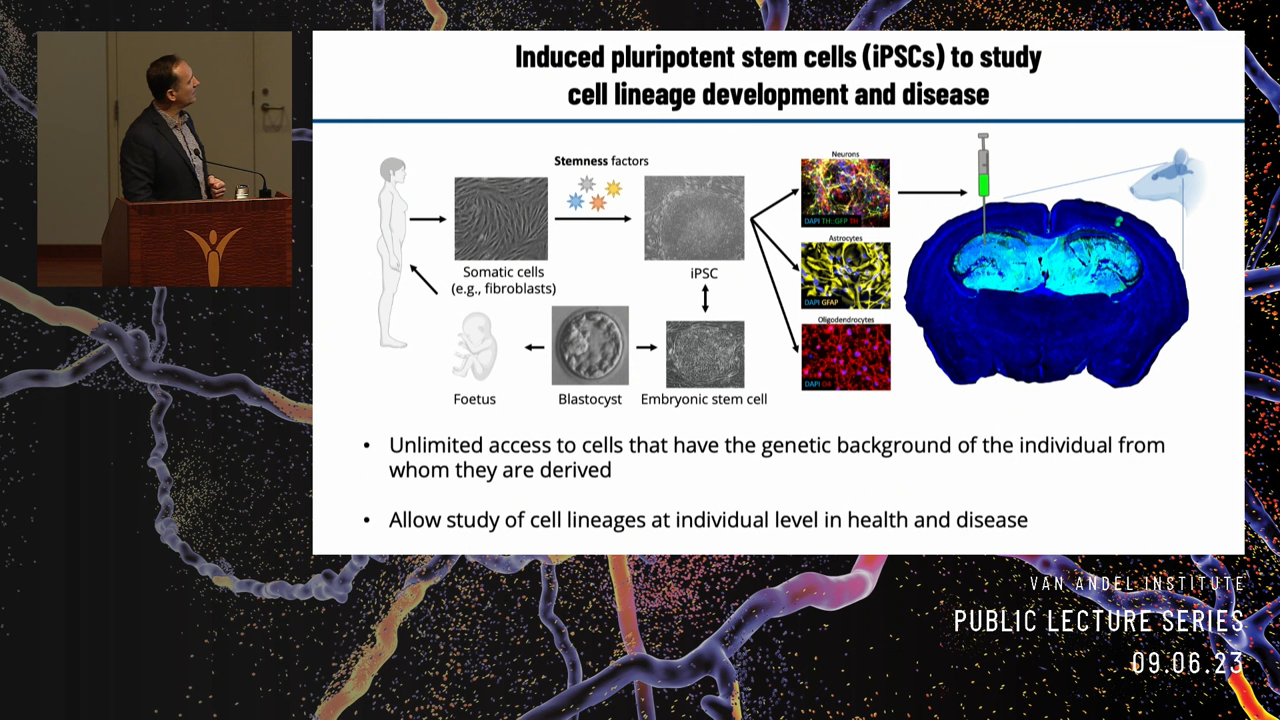 Induced pluripotent stem cells (iPSCs) to study
cell lineage development and disease
Stemness factors
Somatic cells
(e.g., fibroblasts)
iPSC
Foetus
Blastocyst
Embryonic stem cell
Neurons
DAPI TH::GFP TH
Astrocytes
DAPI GFAP
Oligodendrocytes
DAPI O4
• Unlimited access to cells that have the genetic background of the individual from
whom they are derived
• Allow study of cell lineages at individual level in health and disease
VAN ANDEL INSTITUTE
PUBLIC LECTURE SERIES
09.06.23